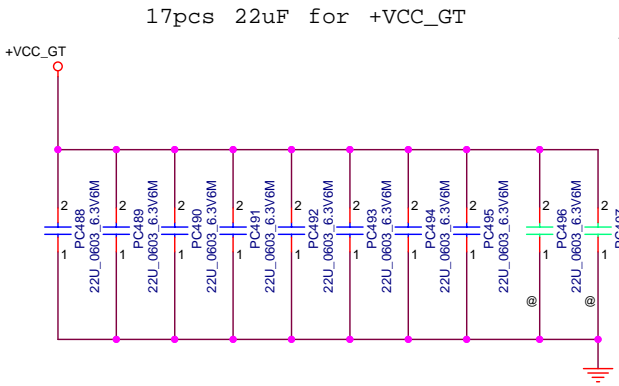 17pcs 22uF for +VCC_GT
+VCC_GT
2
PC488
22U_0603_6.3V6M
1
2
PC489
22U_0603_6.3V6M
1
2
PC490
22U_0603_6.3V6M
1
2
PC491
22U_0603_6.3V6M
1
2
PC492
22U_0603_6.3V6M
1
2
PC493
22U_0603_6.3V6M
1
2
PC494
22U_0603_6.3V6M
1
2
PC495
22U_0603_6.3V6M
1
2
PC496
22U_0603_6.3V6M
1
@
2
1
@